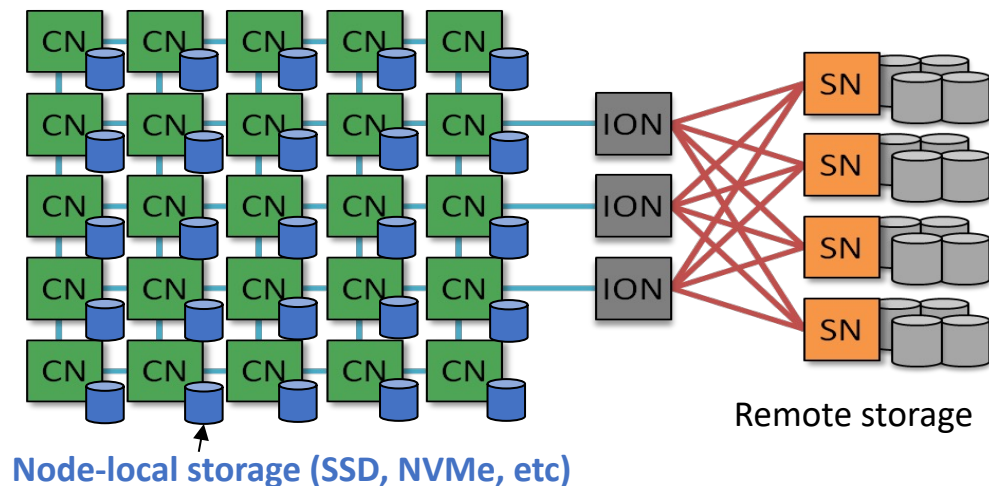 CN CN CN CN CN
SN
CN CN CN CN CN ION
SN
CN CN CN CN CN ION
SN
CN CN CN CN CN ION
SN
CN CN CN CN CN
Remote storage
Node-local storage (SSD, NVMe, etc)